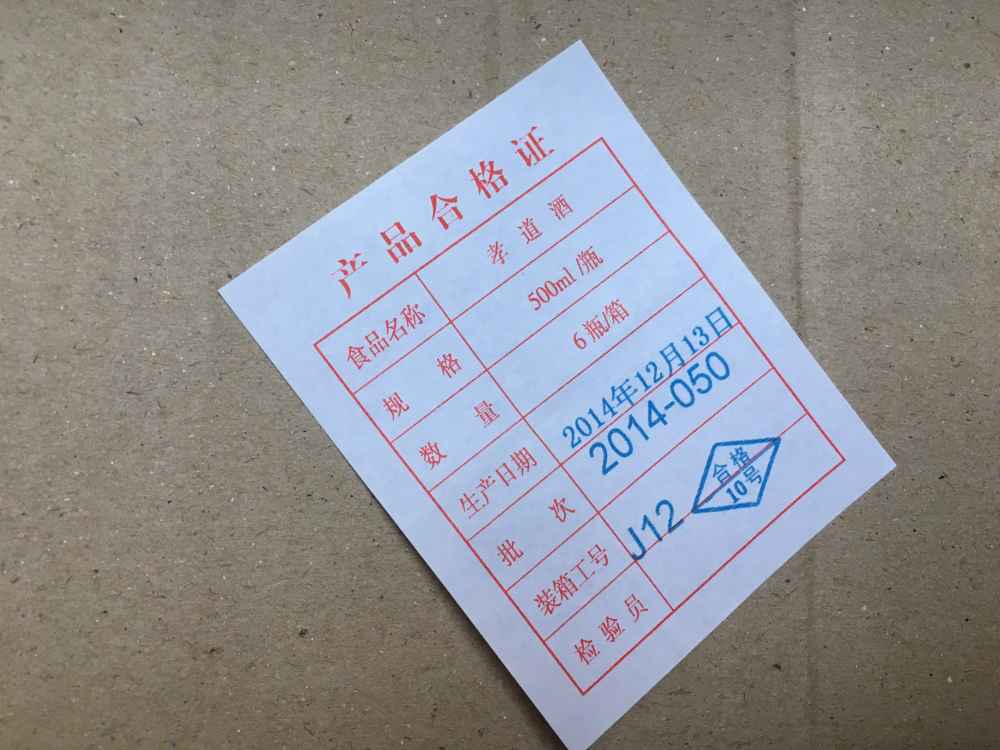 产品合格证
食品名称 孝道酒
规格 500ml/瓶
数量 6瓶/箱
生产日期 2014年12月13日
批次 2014-050
装箱工号 J12
检验员 合格
10号